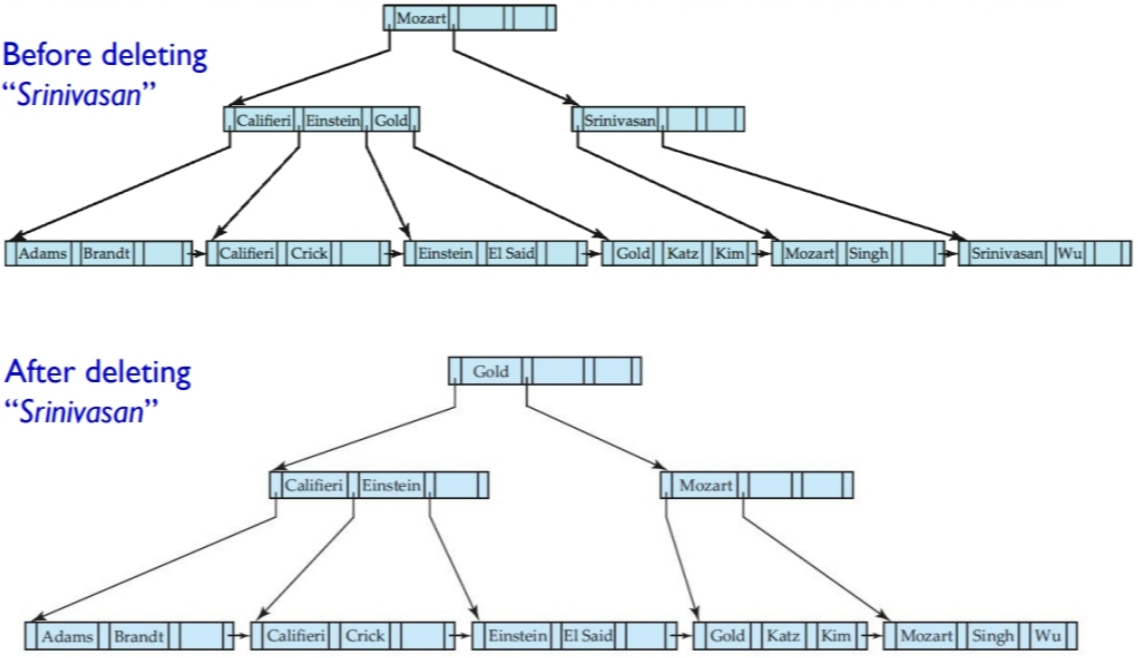 Mozart
Before deleting
“Srinivasan”
Califieri Einstein Gold
Srinivasan
Adams Brandt
Califieri Crick
Einstein El Said
Gold Katz Kim
Mozart Singh
Srinivasan Wu
After deleting
“Srinivasan”
Gold
Califieri Einstein
Mozart
Adams Brandt
Califieri Crick
Einstein El Said
Gold Katz Kim
Mozart Singh Wu